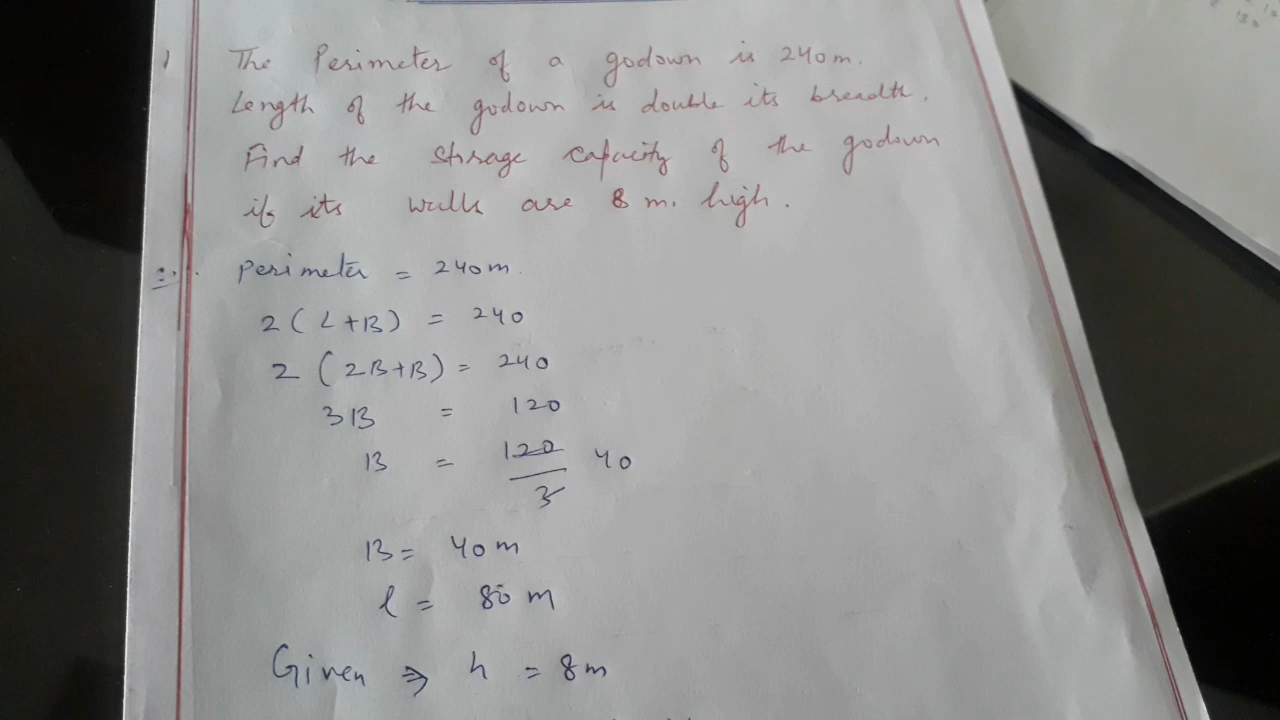 1 The Perimeter of a godown is 240m.
Length of the godown is double its breadth.
Find the storage capacity of the godown
if its walls are 8 m. high.
Perimeter = 240m.
2(L+B) = 240
2(2B+B) = 240
3B = 120
B = 120/3 40
B = 40m
l = 80 m
Given ⇒ h = 8m